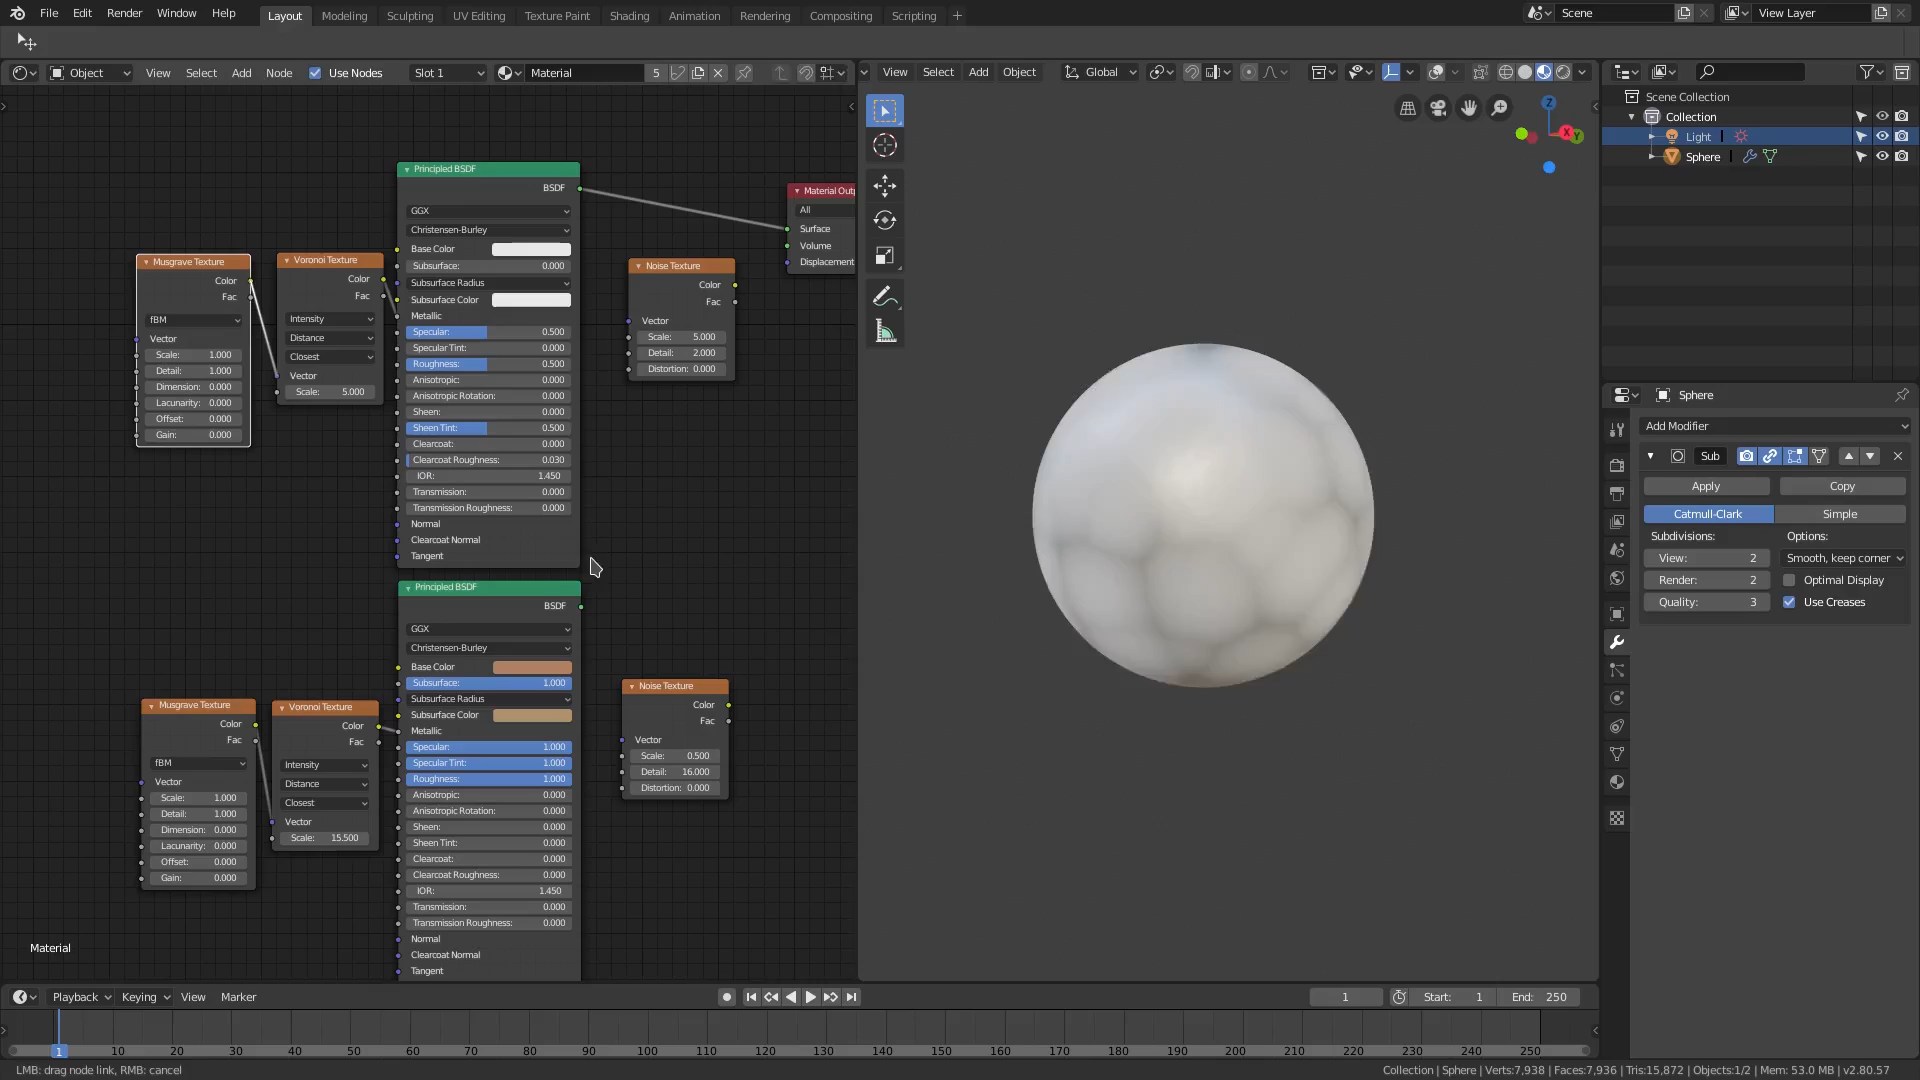 File Edit Render Window Help Layout Modeling Sculpting UV Editing Texture Paint Shading Animation Rendering Compositing Scripting + Scene View Layer
Object View Select Add Node Use Nodes Slot 1 Material 5 View Select Add Object Global
Scene Collection
Collection
Light
Sphere
Z
X
Y
Principled BSDF
BSDF
GGX
Christensen-Burley
Base Color
Subsurface: 0.000
Subsurface Radius
Subsurface Color
Metallic
Specular: 0.500
Specular Tint: 0.000
Roughness: 0.500
Anisotropic: 0.000
Anisotropic Rotation: 0.000
Sheen: 0.000
Sheen Tint: 0.500
Clearcoat: 0.000
Clearcoat Roughness: 0.030
IOR: 1.450
Transmission: 0.000
Transmission Roughness: 0.000
Normal
Clearcoat Normal
Tangent
Material Outp
All
Surface
Volume
Displacement
Musgrave Texture
Color
Fac
fBM
Vector
Scale: 1.000
Detail: 1.000
Dimension: 0.000
Lacunarity: 0.000
Offset: 0.000
Gain: 0.000
Voronoi Texture
Color
Fac
Intensity
Distance
Closest
Vector
Scale: 5.000
Noise Texture
Color
Fac
Vector
Scale: 5.000
Detail: 2.000
Distortion: 0.000
Principled BSDF
BSDF
GGX
Christensen-Burley
Base Color
Subsurface: 1.000
Subsurface Radius
Subsurface Color
Metallic
Specular: 1.000
Specular Tint: 1.000
Roughness: 1.000
Anisotropic: 0.000
Anisotropic Rotation: 0.000
Sheen: 0.000
Sheen Tint: 0.000
Clearcoat: 0.000
Clearcoat Roughness: 0.000
IOR: 1.450
Transmission: 0.000
Transmission Roughness: 0.000
Normal
Clearcoat Normal
Tangent
Musgrave Texture
Color
Fac
fBM
Vector
Scale: 1.000
Detail: 1.000
Dimension: 0.000
Lacunarity: 0.000
Offset: 0.000
Gain: 0.000
Voronoi Texture
Color
Fac
Intensity
Distance
Closest
Vector
Scale: 15.500
Noise Texture
Color
Fac
Vector
Scale: 0.500
Detail: 16.000
Distortion: 0.000
Material
Sphere
Add Modifier
Sub
Apply Copy
Catmull-Clark Simple
Subdivisions: Options:
View: 2 Smooth, keep corner
Render: 2 Optimal Display
Quality: 3 Use Creases
Playback Keying View Marker 1 Start: 1 End: 250
1 10 20 30 40 50 60 70 80 90 100 110 120 130 140 150 160 170 180 190 200 210 220 230 240 250
LMB: drag node link, RMB: cancel
Collection | Sphere | Verts:7,938 | Faces:7,936 | Tris:15,872 | Objects:1/2 | Mem: 53.0 MB | v2.80.57